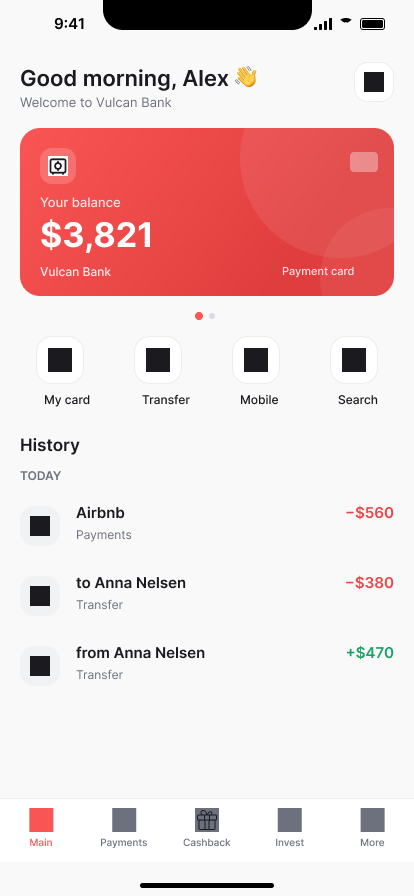 9:41
Good morning, Alex 👋
Welcome to Vulcan Bank
Your balance
$3,821
Vulcan Bank
Payment card
My card
Transfer
Mobile
Search
History
TODAY
Airbnb
−$560
Payments
to Anna Nelsen
−$380
Transfer
from Anna Nelsen
+$470
Transfer
Main
Payments
Cashback
Invest
More